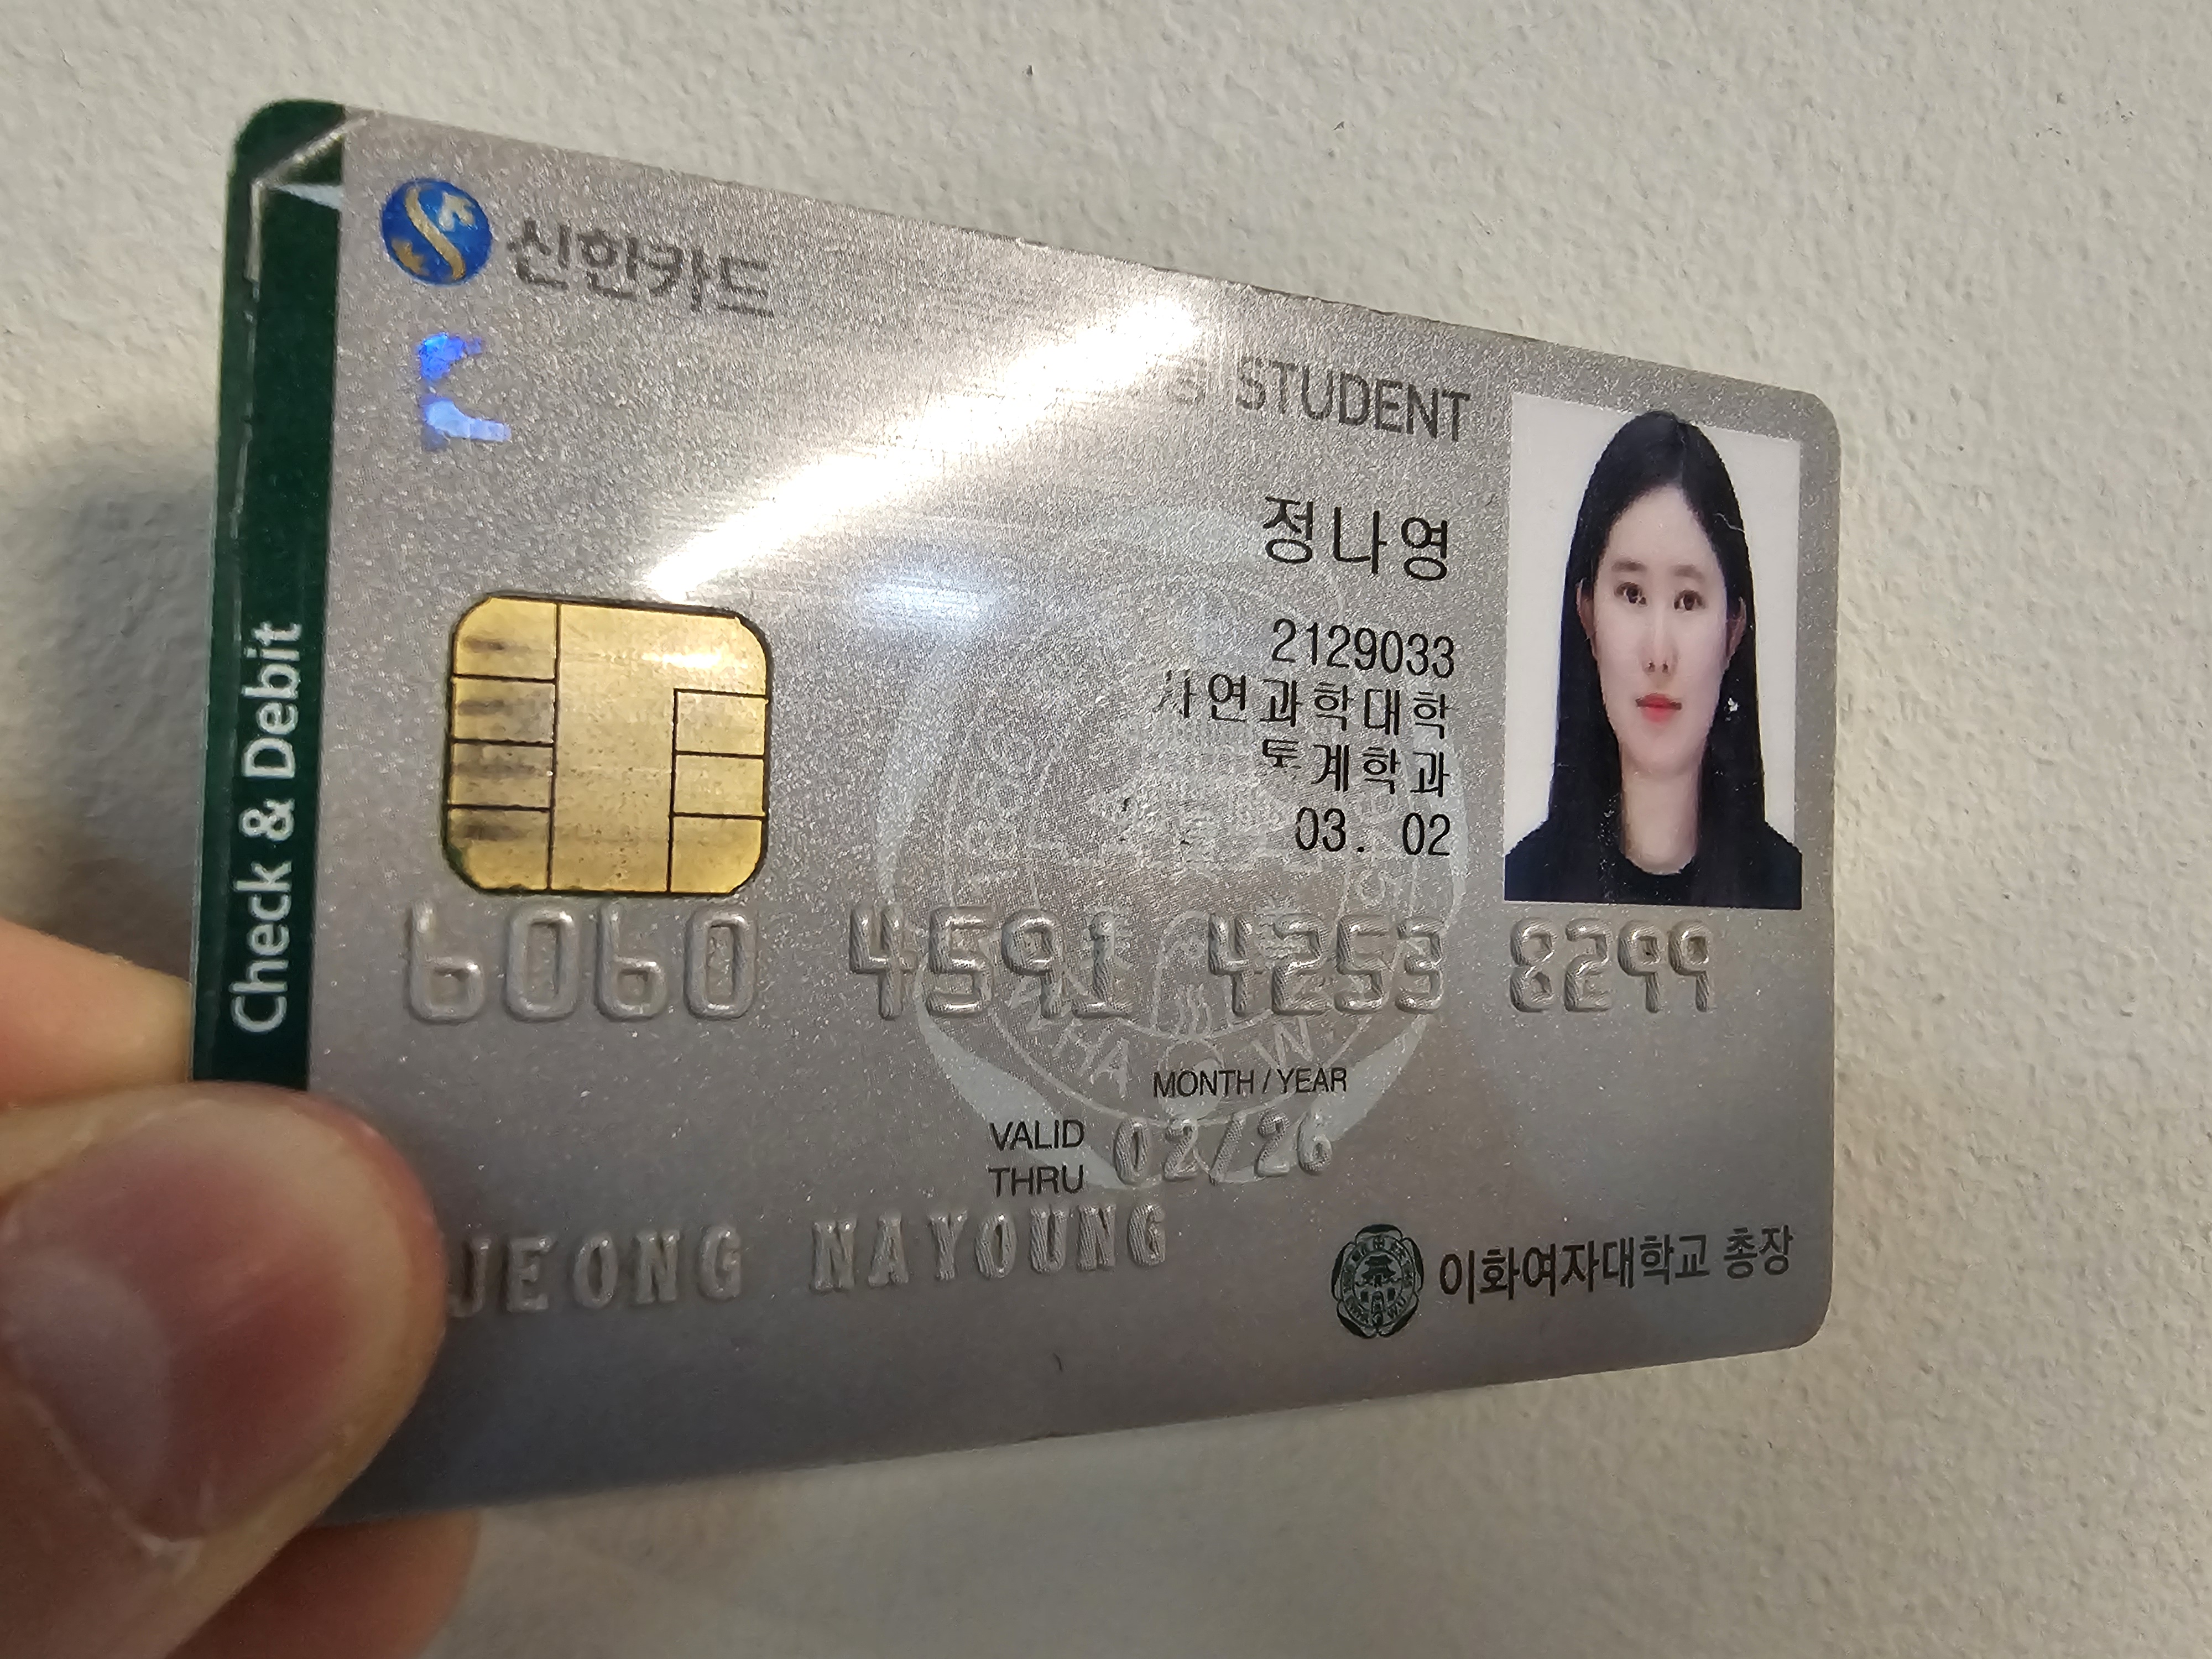 신한카드
STUDENT
정나영
2129033
자연과학대학
통계학과
03. 02
Check & Debit
6060 4591 4253 8299
MONTH / YEAR
VALID THRU 02/26
JEONG NAYOUNG
이화여자대학교 총장